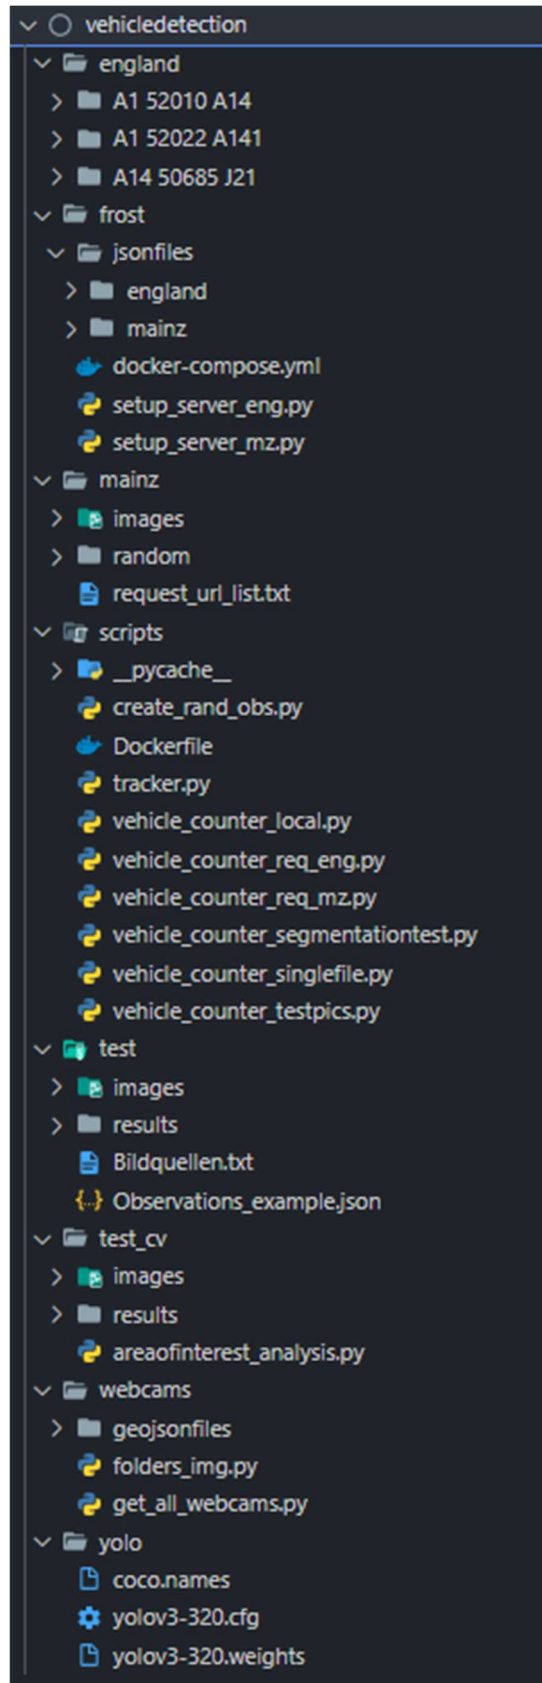 vehicledetection
england
A1 52010 A14
A1 52022 A141
A14 50685 J21
frost
jsonfiles
england
mainz
docker-compose.yml
setup_server_eng.py
setup_server_mz.py
mainz
images
random
request_url_list.txt
scripts
__pycache__
create_rand_obs.py
Dockerfile
tracker.py
vehicle_counter_local.py
vehicle_counter_req_eng.py
vehicle_counter_req_mz.py
vehicle_counter_segmentationtest.py
vehicle_counter_singlefile.py
vehicle_counter_testpics.py
test
images
results
Bildquellen.txt
Observations_example.json
test_cv
images
results
areaofinterest_analysis.py
webcams
geojsonfiles
folders_img.py
get_all_webcams.py
yolo
coco.names
yolov3-320.cfg
yolov3-320.weights